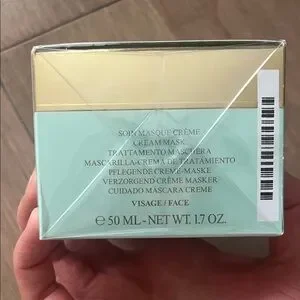 SOIN MASQUE CRÈME
CREAM MASK
TRATTAMENTO MASCHERA
MASCARILLA-CREMA DE TRATAMIENTO
PFLEGENDE CREME-MASKE
VERZORGEND CRÈME MASKER
CUIDADO MÁSCARA CREME
VISAGE / FACE
℮ 50 ML - NET WT. 1.7 OZ.